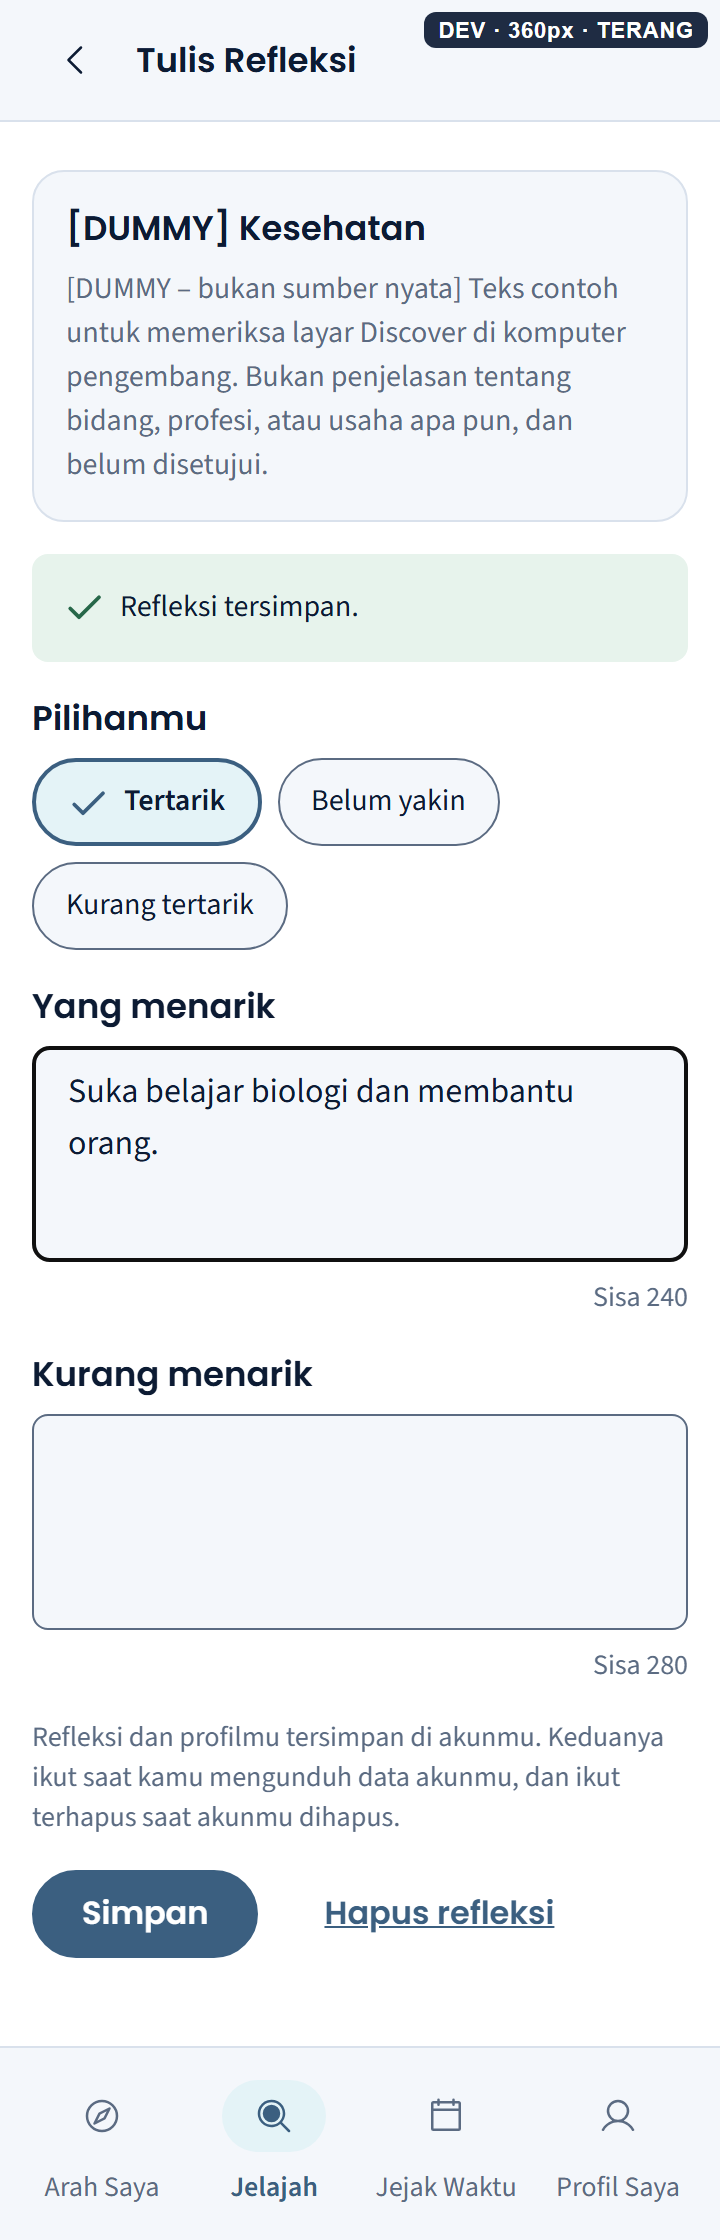 DEV · 360px · TERANG
Tulis Refleksi
[DUMMY] Kesehatan
[DUMMY – bukan sumber nyata] Teks contoh
untuk memeriksa layar Discover di komputer
pengembang. Bukan penjelasan tentang
bidang, profesi, atau usaha apa pun, dan
belum disetujui.
Refleksi tersimpan.
Pilihanmu
Tertarik
Belum yakin
Kurang tertarik
Yang menarik
Suka belajar biologi dan membantu
orang.
Sisa 240
Kurang menarik
Sisa 280
Refleksi dan profilmu tersimpan di akunmu. Keduanya
ikut saat kamu mengunduh data akunmu, dan ikut
terhapus saat akunmu dihapus.
Simpan
Hapus refleksi
Arah Saya
Jelajah
Jejak Waktu
Profil Saya